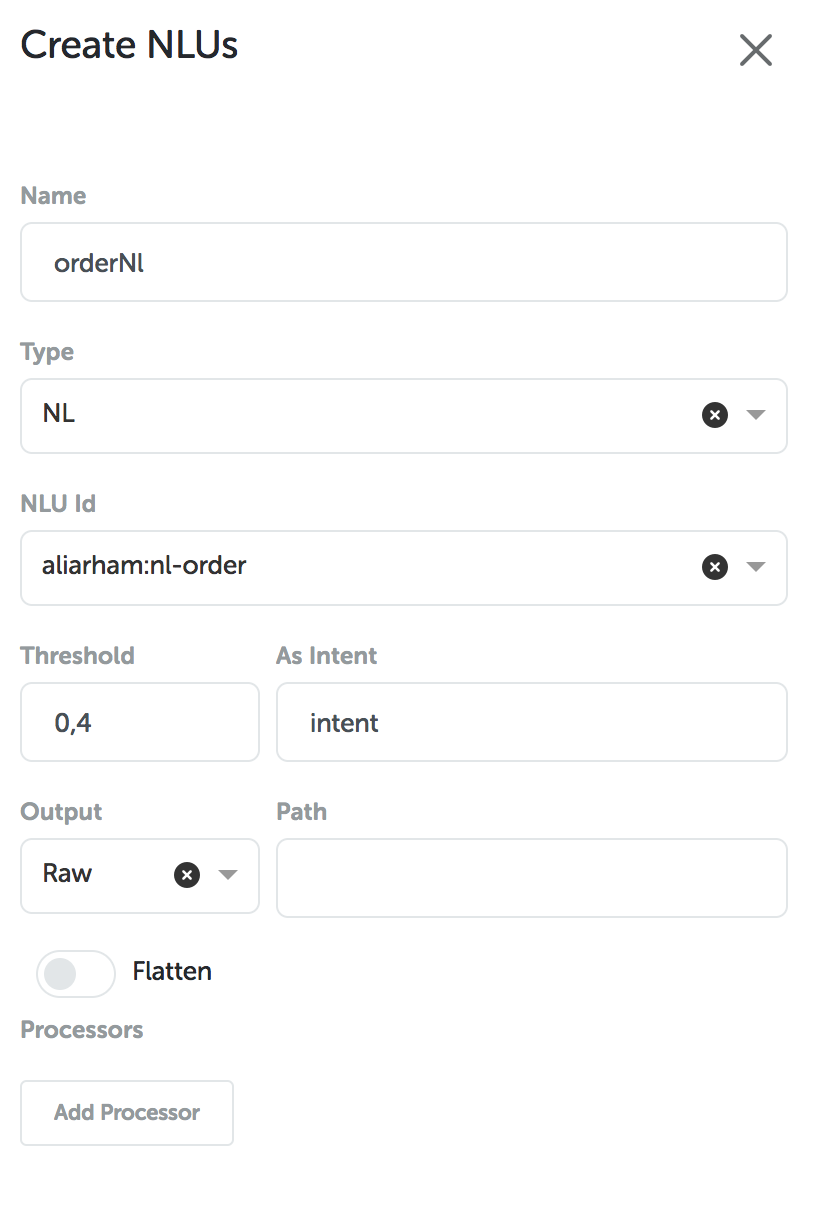 Create NLUs
Name
orderNl
Type
NL
NLU Id
aliarham:nl-order
Threshold
As Intent
0,4
intent
Output
Path
Raw
Flatten
Processors
Add Processor